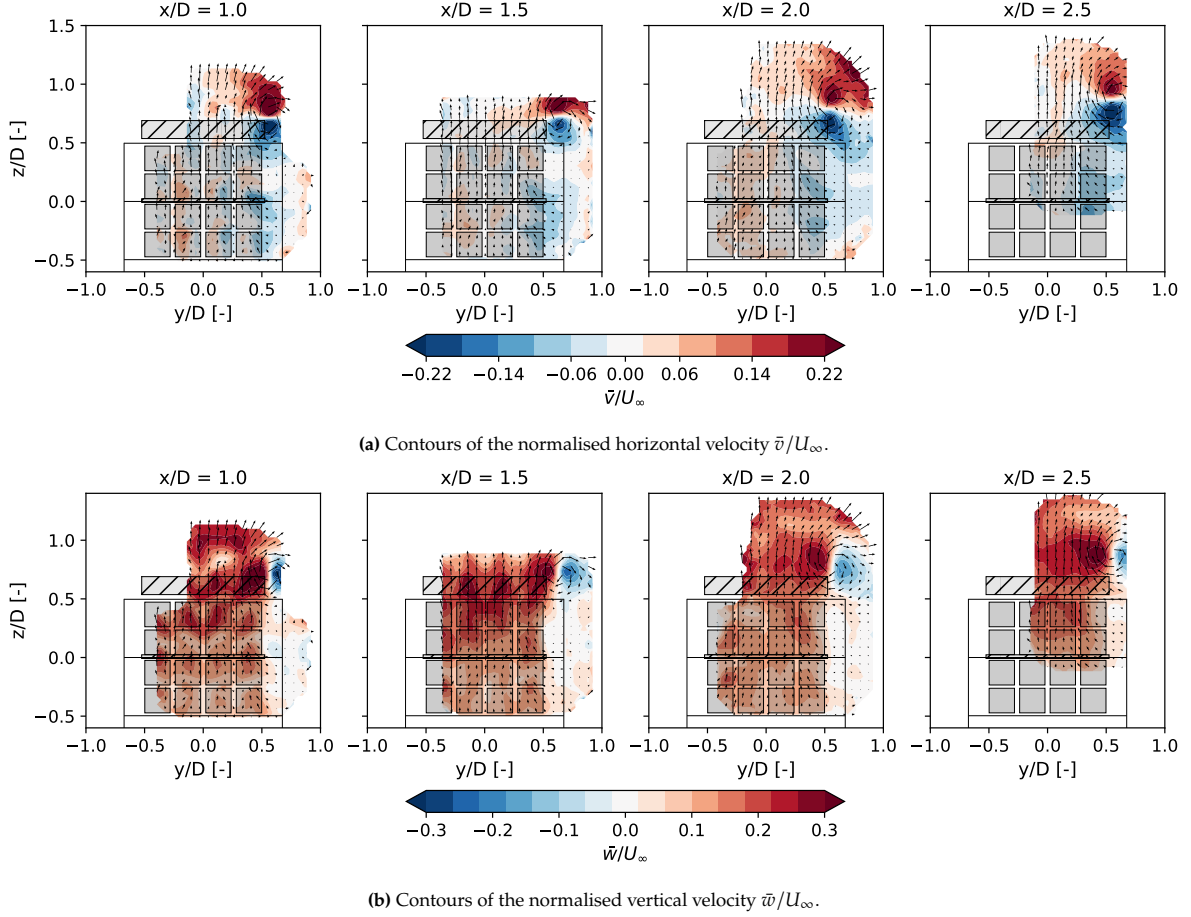 x/D = 1.0 x/D = 1.5 x/D = 2.0 x/D = 2.5
1.5
1.0
0.5
0.0
−0.5
z/D [-]
−1.0 −0.5 0.0 0.5 1.0 −1.0 −0.5 0.0 0.5 1.0 −1.0 −0.5 0.0 0.5 1.0 −1.0 −0.5 0.0 0.5 1.0
y/D [-] y/D [-] y/D [-] y/D [-]
−0.22 −0.14 −0.06 0.00 0.06 0.14 0.22
v̄/U∞
(a) Contours of the normalised horizontal velocity v̄/U∞.
x/D = 1.0 x/D = 1.5 x/D = 2.0 x/D = 2.5
1.0
0.5
0.0
−0.5
z/D [-]
−1.0 −0.5 0.0 0.5 1.0 −1.0 −0.5 0.0 0.5 1.0 −1.0 −0.5 0.0 0.5 1.0 −1.0 −0.5 0.0 0.5 1.0
y/D [-] y/D [-] y/D [-] y/D [-]
−0.3 −0.2 −0.1 0.0 0.1 0.2 0.3
w̄/U∞
(b) Contours of the normalised vertical velocity w̄/U∞.